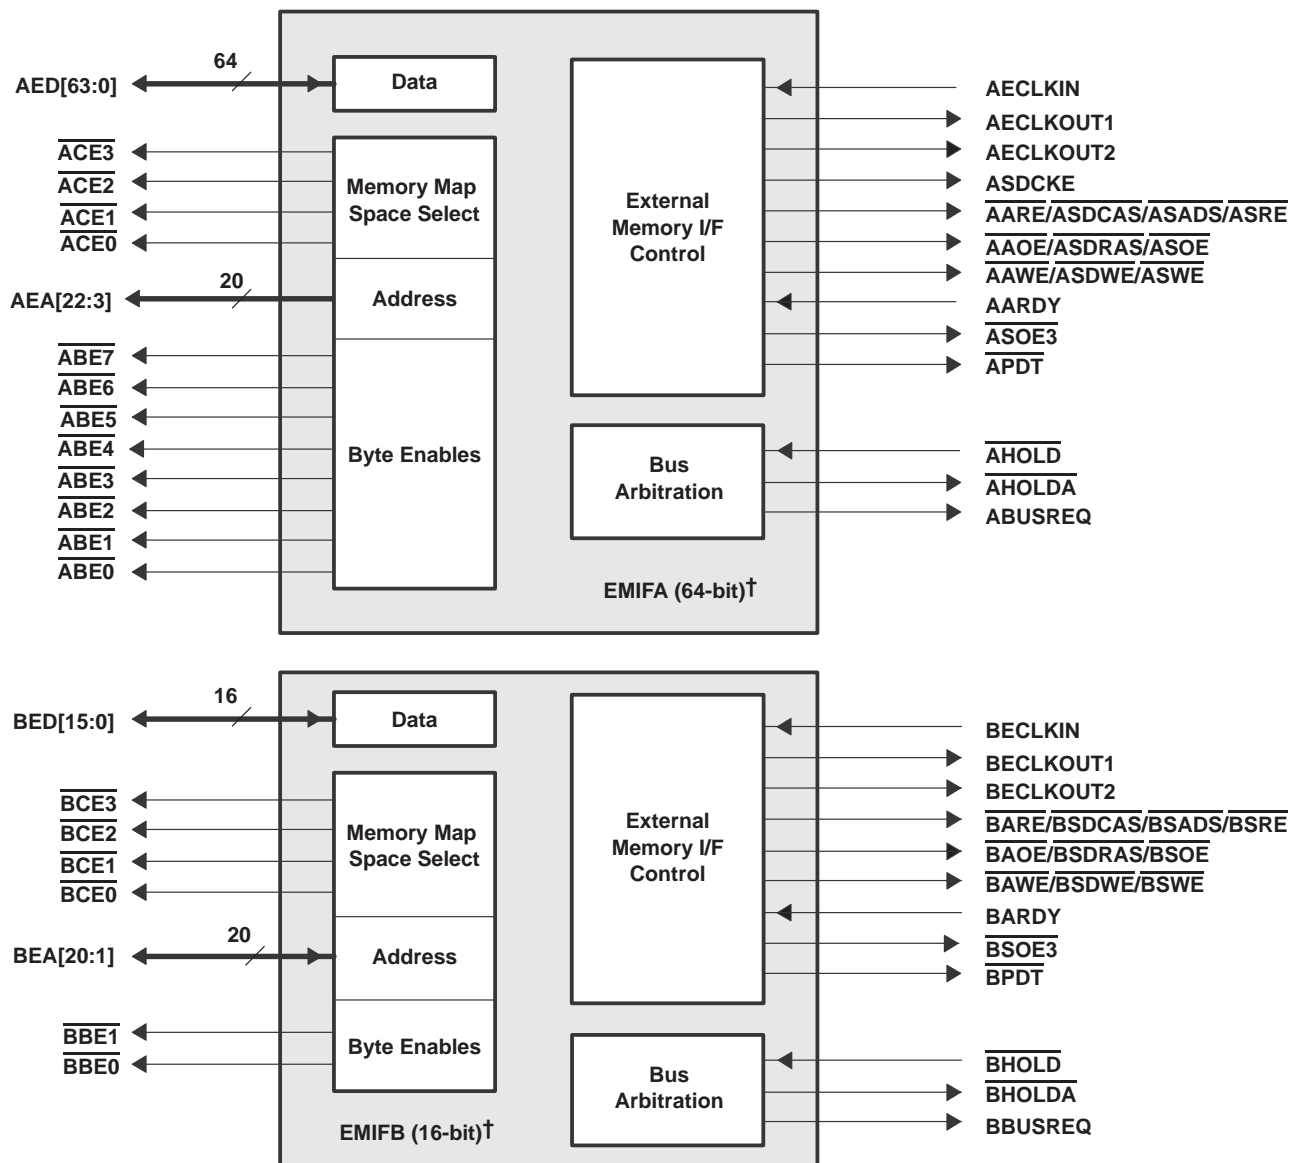 64
AED[63:0]
Data
ACE3
ACE2
ACE1
ACE0
Memory Map
Space Select
20
AEA[22:3]
Address
ABE7
ABE6
ABE5
ABE4
ABE3
ABE2
ABE1
ABE0
Byte Enables
External
Memory I/F
Control
AECLKIN
AECLKOUT1
AECLKOUT2
ASDCKE
AARE/ASDCAS/ASADS/ASRE
AAOE/ASDRAS/ASOE
AAWE/ASDWE/ASWE
AARDY
ASOE3
APDT
Bus
Arbitration
AHOLD
AHOLDA
ABUSREQ
EMIFA (64-bit)†
16
BED[15:0]
Data
BCE3
BCE2
BCE1
BCE0
Memory Map
Space Select
20
BEA[20:1]
Address
BBE1
BBE0
Byte Enables
External
Memory I/F
Control
BECLKIN
BECLKOUT1
BECLKOUT2
BARE/BSDCAS/BSADS/BSRE
BAOE/BSDRAS/BSOE
BAWE/BSDWE/BSWE
BARDY
BSOE3
BPDT
Bus
Arbitration
BHOLD
BHOLDA
BBUSREQ
EMIFB (16-bit)†